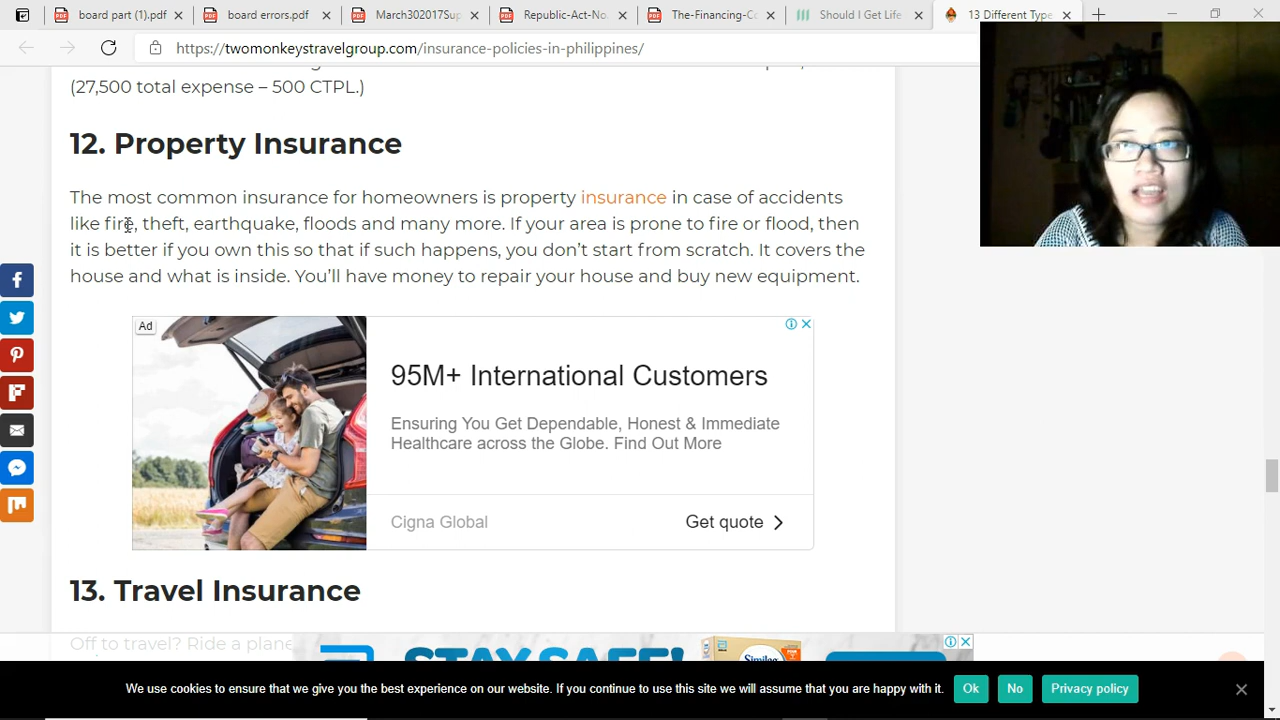 board part (1).pdf
board errors.pdf
March302017Su
Republic-Act-No.
The-Financing-C
Should I Get Life
13 Different Type
https://twomonkeystravelgroup.com/insurance-policies-in-philippines/
(27,500 total expense – 500 CTPL.)
12. Property Insurance
The most common insurance for homeowners is property insurance in case of accidents
like fire, theft, earthquake, floods and many more. If your area is prone to fire or flood, then
it is better if you own this so that if such happens, you don’t start from scratch. It covers the
house and what is inside. You’ll have money to repair your house and buy new equipment.
Ad
95M+ International Customers
Ensuring You Get Dependable, Honest & Immediate
Healthcare across the Globe. Find Out More
Cigna Global
Get quote
13. Travel Insurance
Off to travel? Ride a plane
STAY SAFE!
Similac
We use cookies to ensure that we give you the best experience on our website. If you continue to use this site we will assume that you are happy with it.
Ok
No
Privacy policy